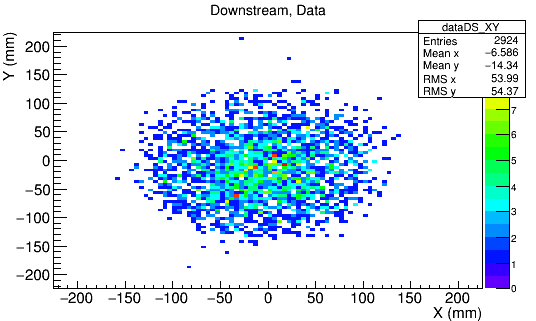 Downstream, Data
dataDS_XY
Entries 2924
Mean x −6.586
Mean y −14.34
RMS x 53.99
RMS y 54.37
Y (mm)
200
150
100
50
0
−50
−100
−150
−200
7
6
5
4
3
2
1
0
−200 −150 −100 −50 0 50 100 150 200
X (mm)